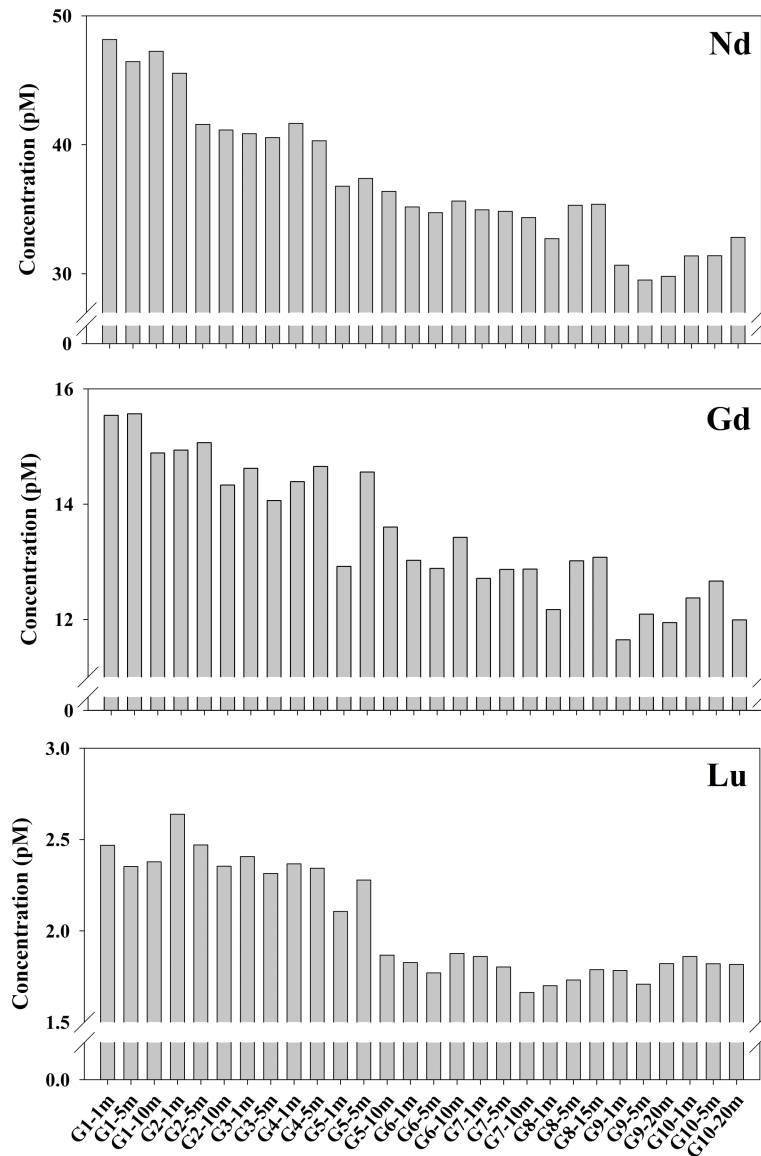 Nd
Concentration (pM)
50
40
30
0
Gd
Concentration (pM)
16
14
12
0
Lu
Concentration (pM)
3.0
2.5
2.0
1.5
0.0
G1-1m
G1-5m
G1-10m
G2-1m
G2-5m
G2-10m
G3-1m
G3-5m
G4-1m
G4-5m
G5-1m
G5-5m
G5-10m
G6-1m
G6-5m
G6-10m
G7-1m
G7-5m
G7-10m
G8-1m
G8-5m
G8-15m
G9-1m
G9-5m
G9-20m
G10-1m
G10-5m
G10-20m